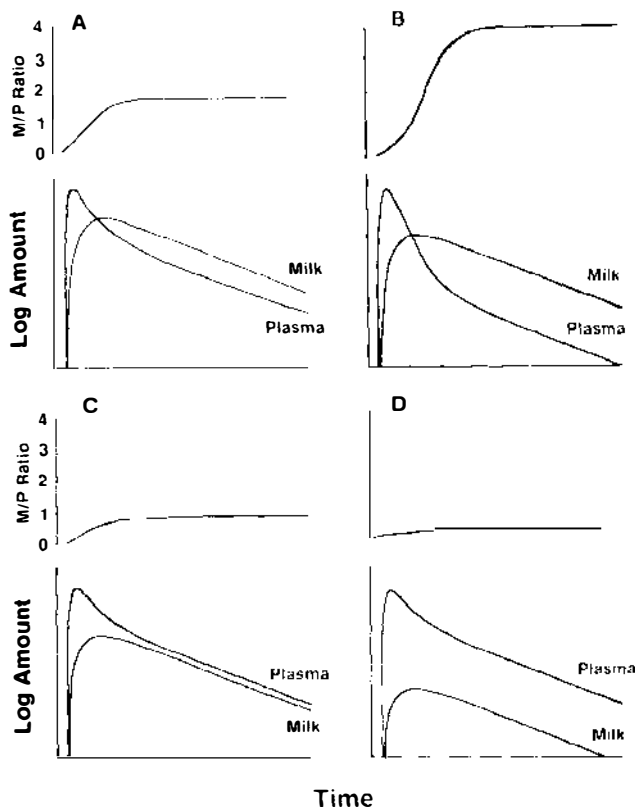 A
B
M/P Ratio
4
3
2
1
0
Log Amount
Milk
Plasma
Milk
Plasma
C
D
M/P Ratio
4
3
2
1
0
Log Amount
Plasma
Milk
Plasma
Milk
Time